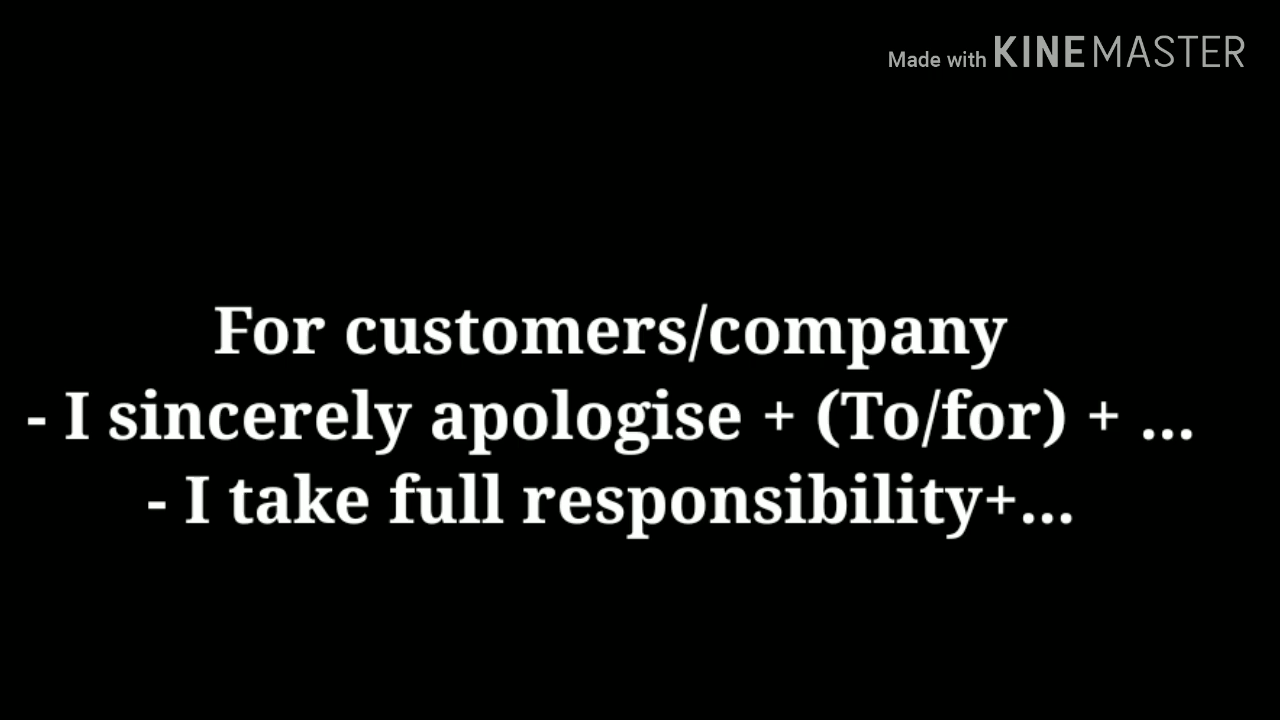 Made with KINEMASTER
For customers/company
- I sincerely apologise + (To/for) + ...
- I take full responsibility+...